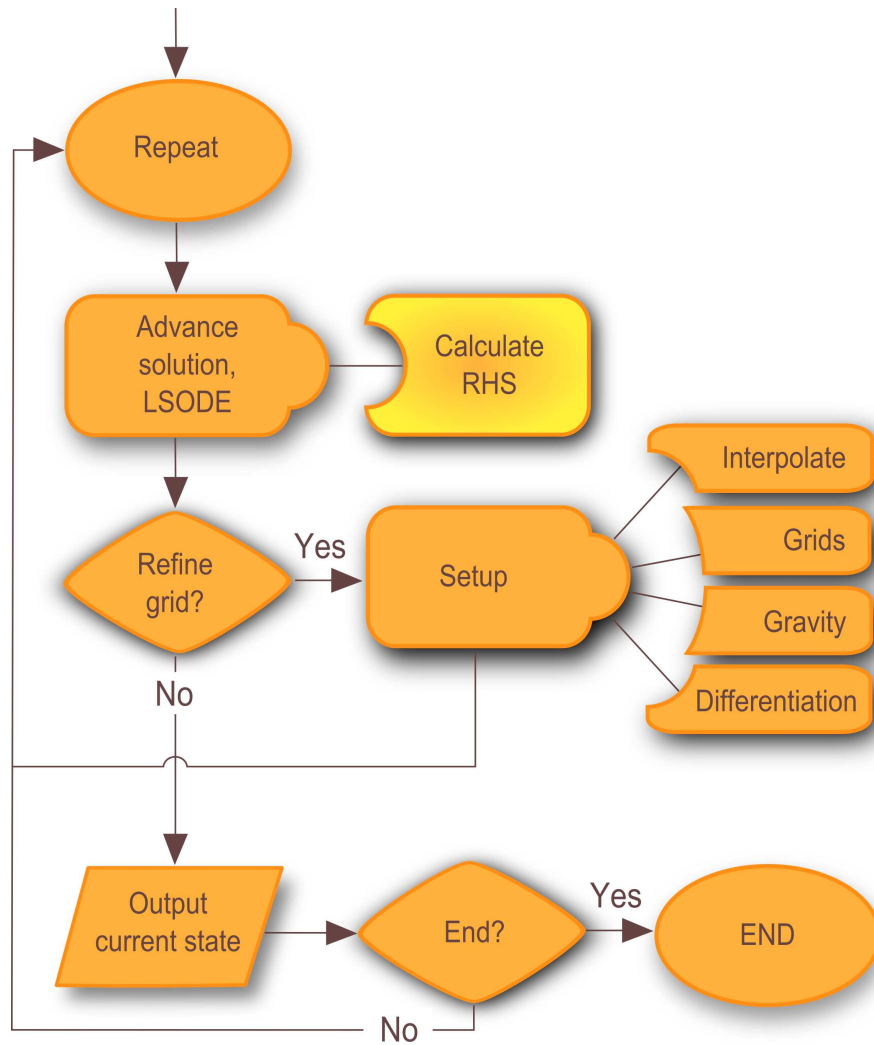 Repeat
Advance
solution,
LSODE
Calculate
RHS
Interpolate
Grids
Gravity
Differentiation
Setup
Yes
Refine
grid?
No
Output
current state
End?
Yes
END
No